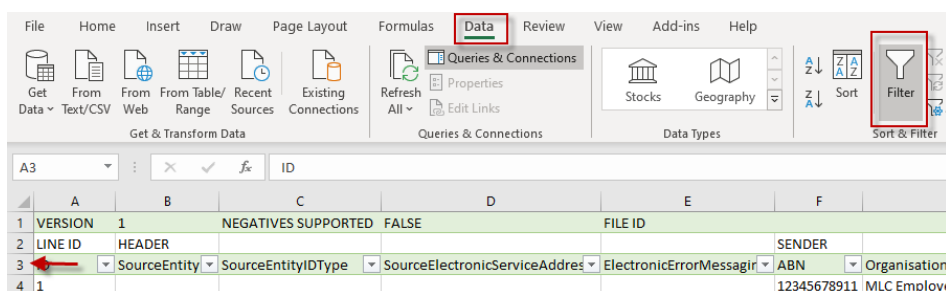 File Home Insert Draw Page Layout Formulas Data Review View Add-ins Help
Get Data From Text/CSV From Web From Table/ Range Recent Sources Existing Connections Refresh All Queries & Connections Properties Edit Links Stocks Geography Sort Filter
Get & Transform Data Queries & Connections Data Types Sort & Filter
A3 fx ID
A B C D E F
1 VERSION 1 NEGATIVES SUPPORTED FALSE FILE ID
2 LINE ID HEADER SENDER
3 SourceEntity SourceEntityIDType SourceElectronicServiceAddres ElectronicErrorMessagin ABN Organisation
4 1 12345678911 MLC Employe